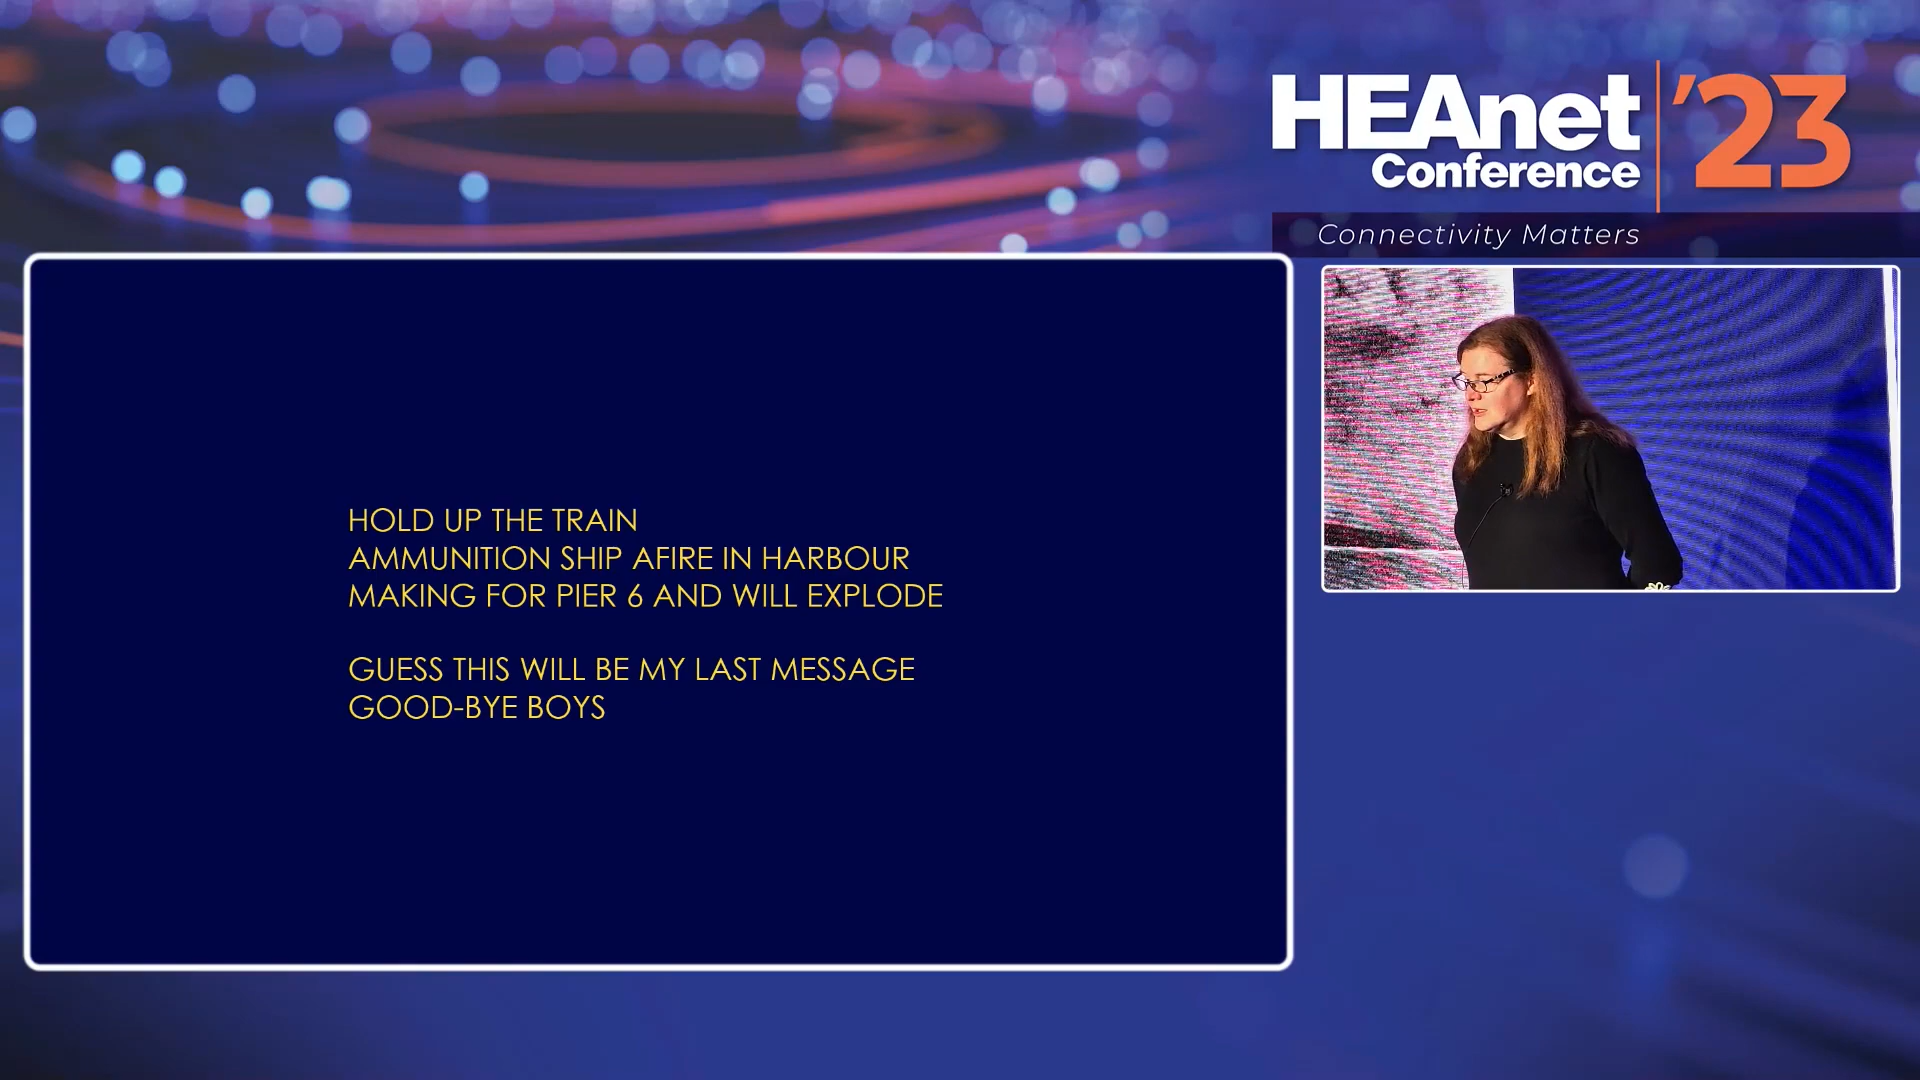 HEAnet
Conference
'23
Connectivity Matters
HOLD UP THE TRAIN
AMMUNITION SHIP AFIRE IN HARBOUR
MAKING FOR PIER 6 AND WILL EXPLODE
GUESS THIS WILL BE MY LAST MESSAGE
GOOD-BYE BOYS